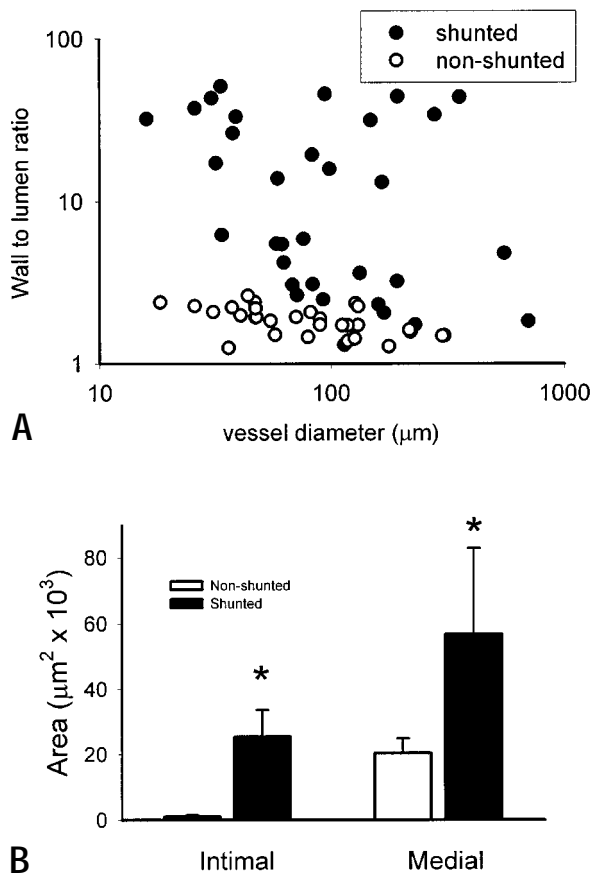 100
shunted
non-shunted
Wall to lumen ratio
10
1
10
100
1000
A
vessel diameter (μm)
*
80
Non-shunted
Shunted
60
*
Area (μm² x 10³)
40
20
0
B
Intimal
Medial